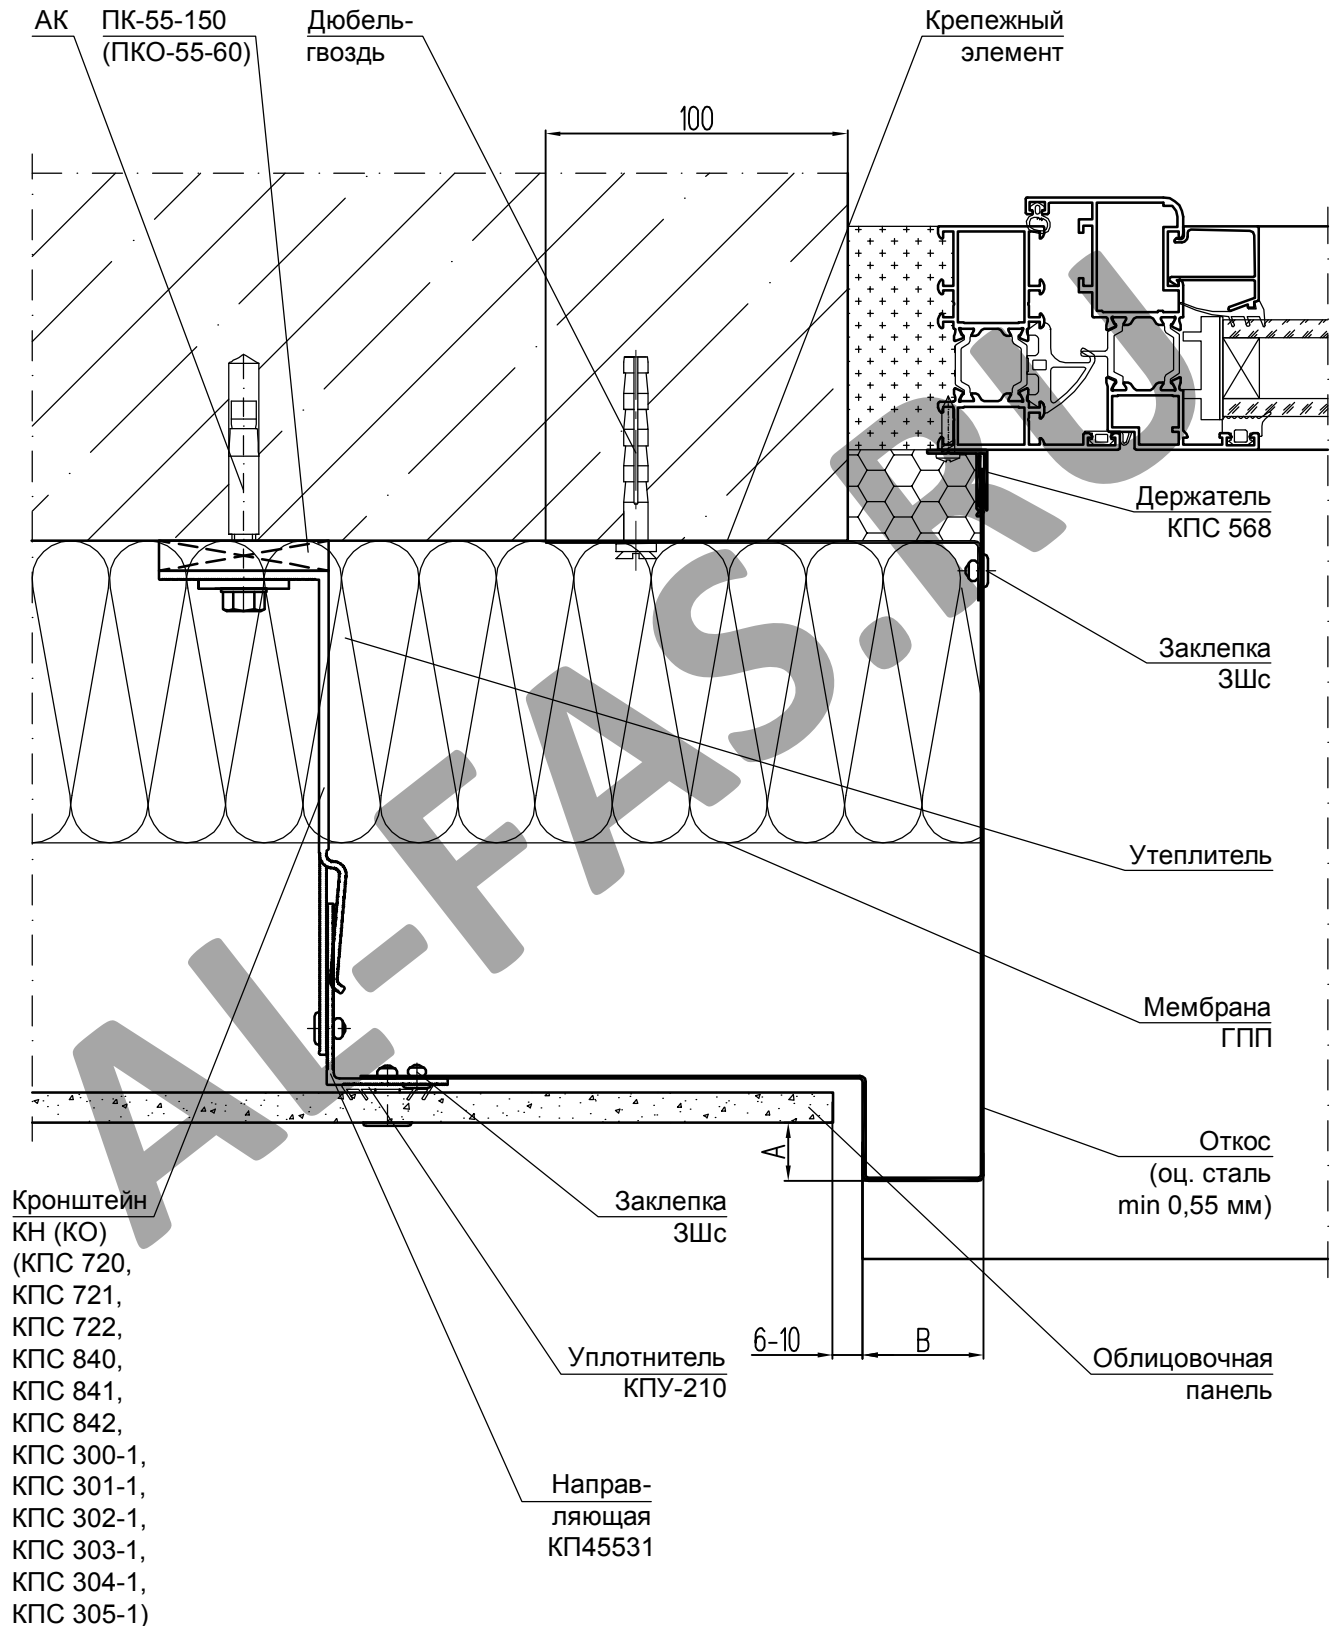 АК
ПК-55-150
(ПКО-55-60)
Дюбель-
гвоздь
Крепежный
элемент
100
Держатель
КПС 568
Заклепка
ЗШс
Утеплитель
Мембрана
ГПП
Откос
(оц. сталь
min 0,55 мм)
A
Кронштейн
КН (КО)
(КПС 720,
КПС 721,
КПС 722,
КПС 840,
КПС 841,
КПС 842,
КПС 300-1,
КПС 301-1,
КПС 302-1,
КПС 303-1,
КПС 304-1,
КПС 305-1)
Заклепка
ЗШс
6-10
B
Уплотнитель
КПУ-210
Облицовочная
панель
Направ-
ляющая
КП45531
AL-FAS.RU